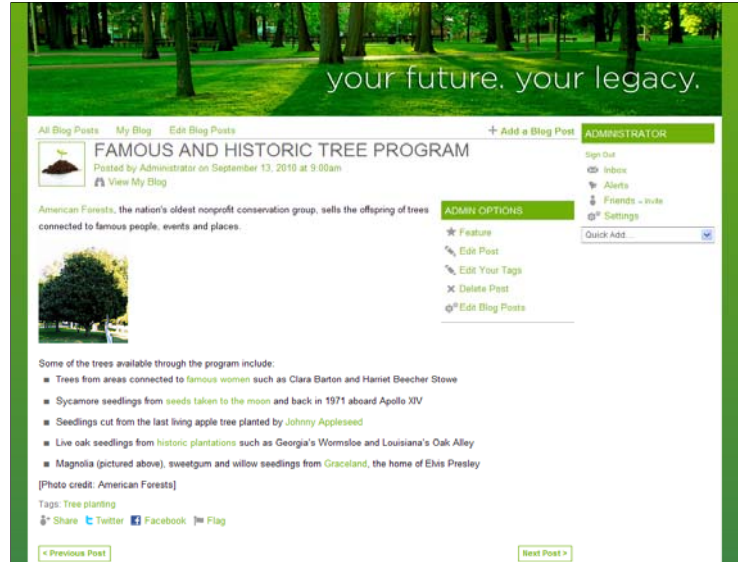 your future. your legacy.
All Blog Posts My Blog Edit Blog Posts + Add a Blog Post
FAMOUS AND HISTORIC TREE PROGRAM
Posted by Administrator on September 13, 2010 at 9:00am
View My Blog
American Forests, the nation's oldest nonprofit conservation group, sells the offspring of trees
connected to famous people, events and places.
ADMIN OPTIONS
Feature
Edit Post
Edit Your Tags
Delete Post
Edit Blog Posts
Some of the trees available through the program include:
Trees from areas connected to famous women such as Clara Barton and Harriet Beecher Stowe
Sycamore seedlings from seeds taken to the moon and back in 1971 aboard Apollo XIV
Seedlings cut from the last living apple tree planted by Johnny Appleseed
Live oak seedlings from historic plantations such as Georgia's Wormsloe and Louisiana's Oak Alley
Magnolia (pictured above), sweetgum and willow seedlings from Graceland, the home of Elvis Presley
[Photo credit: American Forests]
Tags: Tree planting
Share Twitter Facebook Flag
< Previous Post Next Post >
ADMINISTRATOR
Sign Out
Inbox
Alerts
Friends – Invite
Settings
Quick Add...